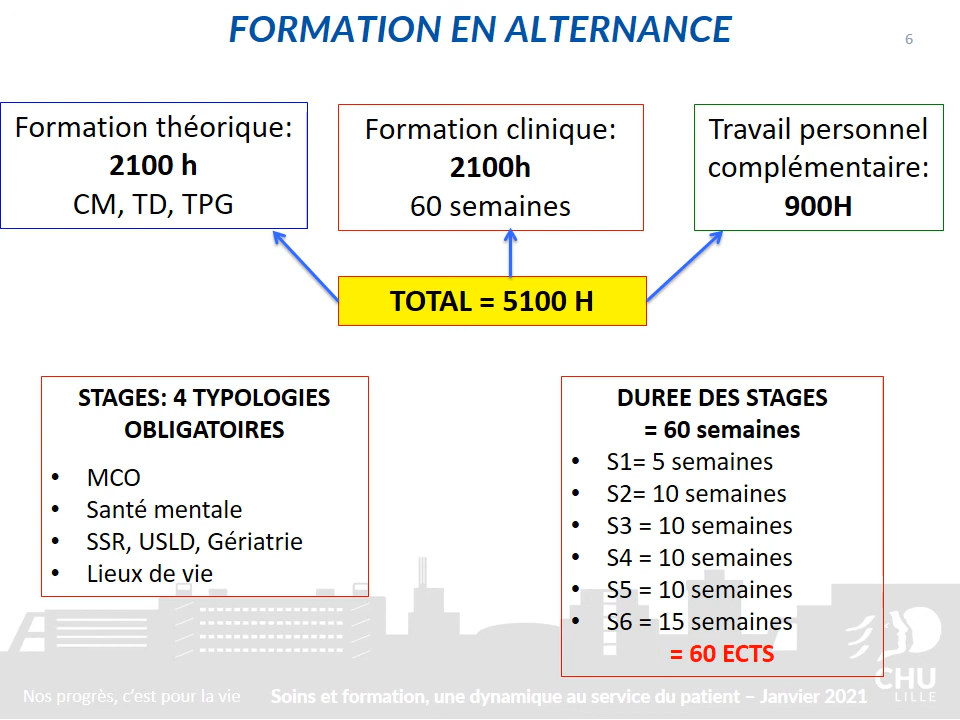 FORMATION EN ALTERNANCE
6
Formation théorique:
2100 h
CM, TD, TPG
Formation clinique:
2100h
60 semaines
Travail personnel
complémentaire:
900H
TOTAL = 5100 H
STAGES: 4 TYPOLOGIES
OBLIGATOIRES
• MCO
• Santé mentale
• SSR, USLD, Gériatrie
• Lieux de vie
DUREE DES STAGES
= 60 semaines
• S1= 5 semaines
• S2= 10 semaines
• S3 = 10 semaines
• S4 = 10 semaines
• S5 = 10 semaines
• S6 = 15 semaines
= 60 ECTS
Nos progrès, c'est pour la vie
Soins et formation, une dynamique au service du patient – Janvier 2021
CHU
LILLE